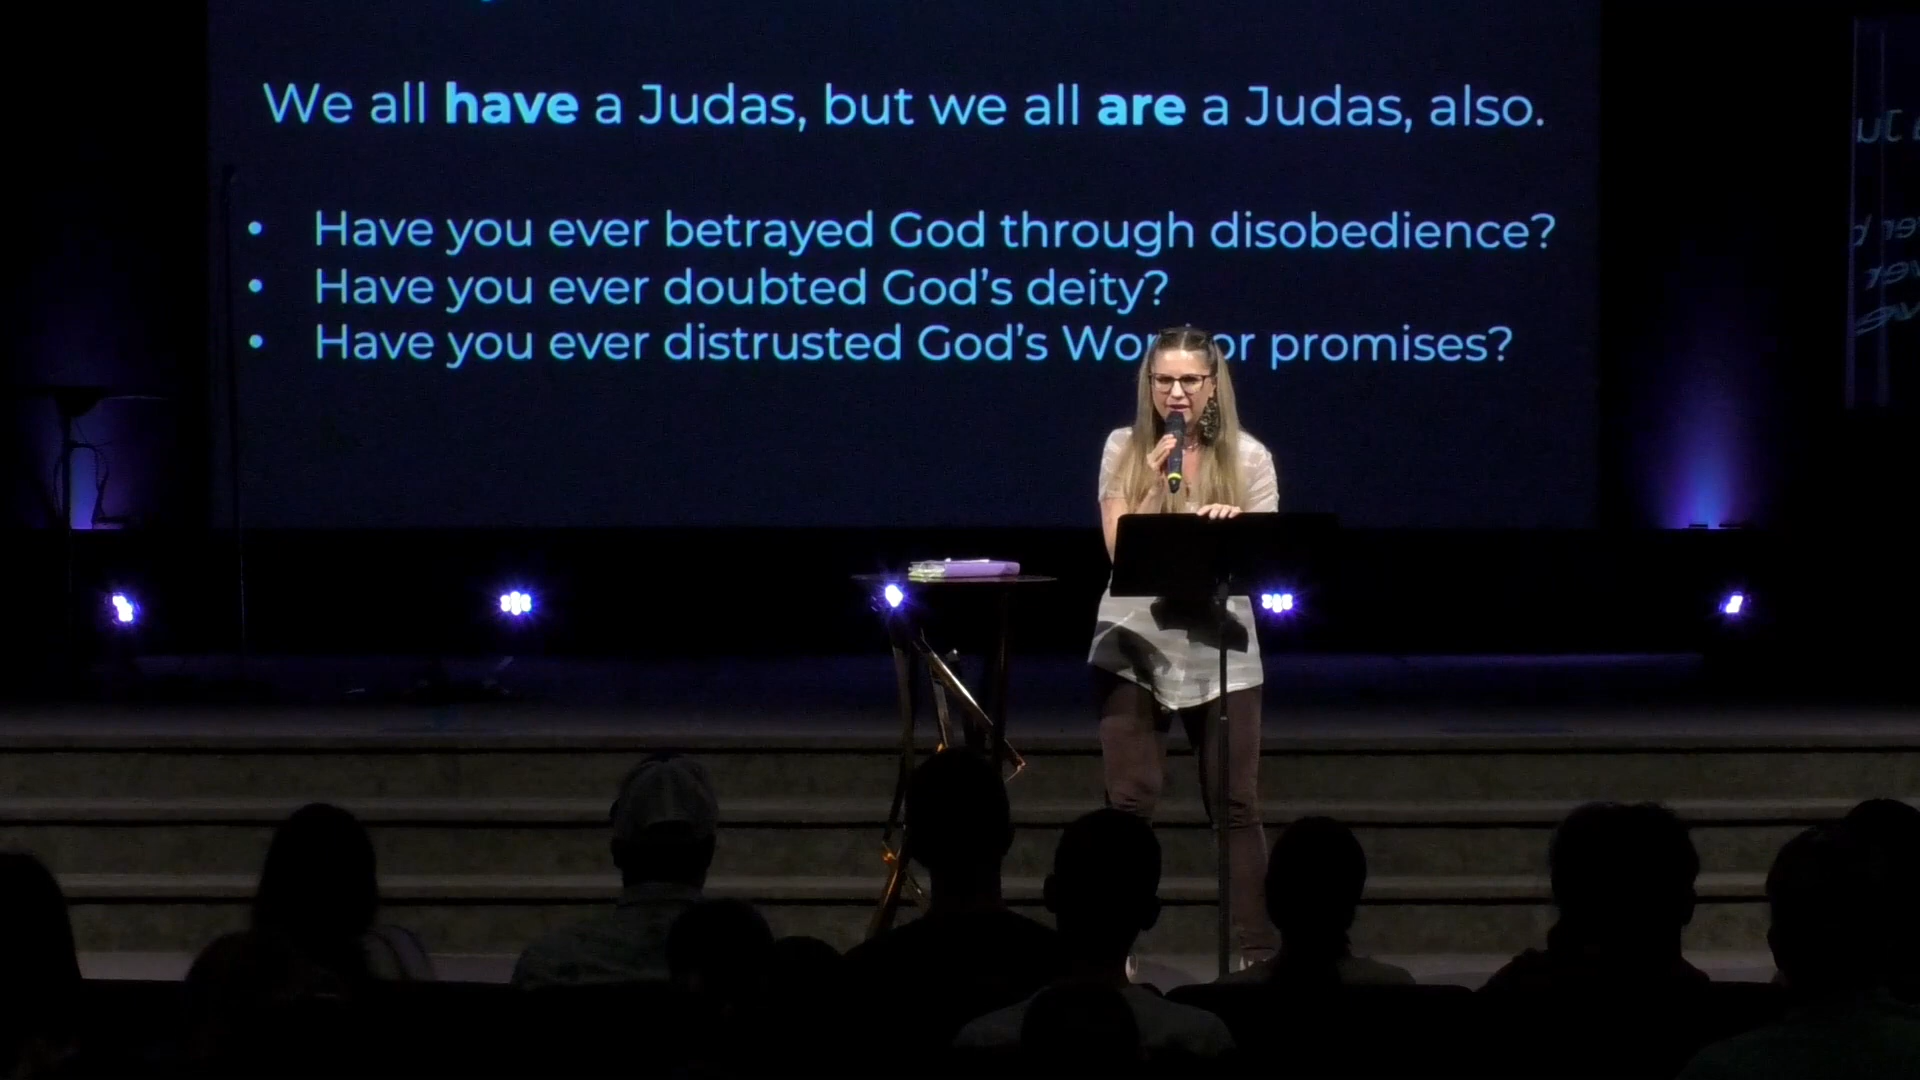 We all have a Judas, but we all are a Judas, also.
• Have you ever betrayed God through disobedience?
• Have you ever doubted God's deity?
• Have you ever distrusted God's Wor or promises?